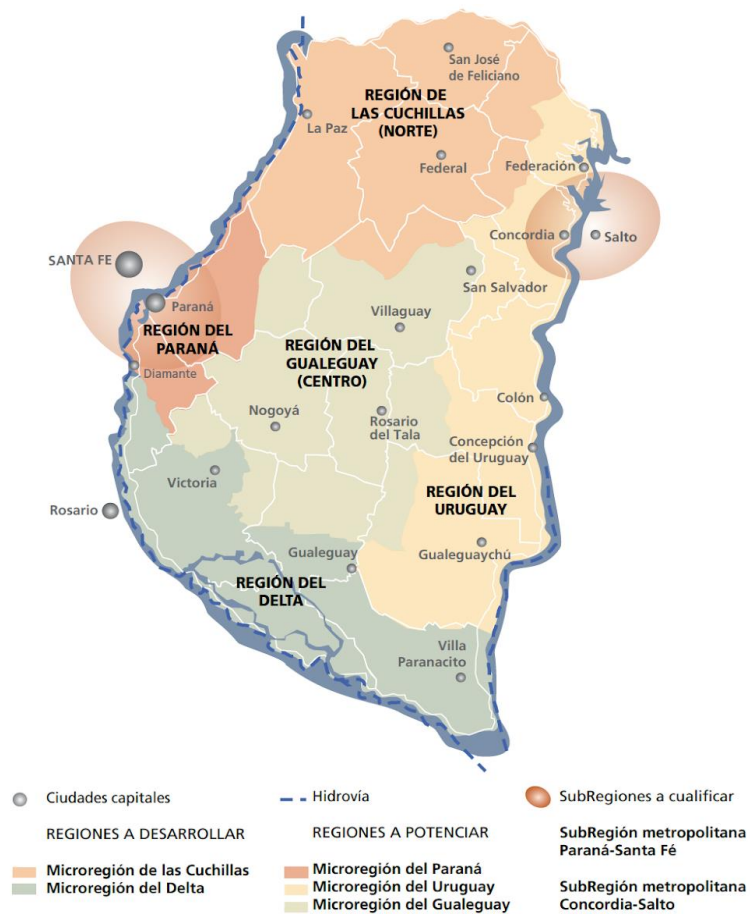 San José
de Feliciano
REGIÓN DE
LAS CUCHILLAS
(NORTE)
La Paz
Federal
Federación
Concordia
Salto
SANTA FE
San Salvador
Paraná
Villaguay
REGIÓN DEL
PARANÁ
REGIÓN DEL
GUALEGUAY
(CENTRO)
Diamante
Colón
Nogoyá
Rosario
del Tala
Concepción
del Uruguay
Victoria
REGIÓN DEL
URUGUAY
Rosario
Gualeguay
Gualeguaychú
REGIÓN DEL
DELTA
Villa
Paranacito
Ciudades capitales
Hidrovía
SubRegiones a cualificar
REGIONES A DESARROLLAR
REGIONES A POTENCIAR
SubRegión metropolitana
Paraná-Santa Fé
Microregión de las Cuchillas
Microregión del Delta
Microregión del Paraná
Microregión del Uruguay
Microregión del Gualeguay
SubRegión metropolitana
Concordia-Salto